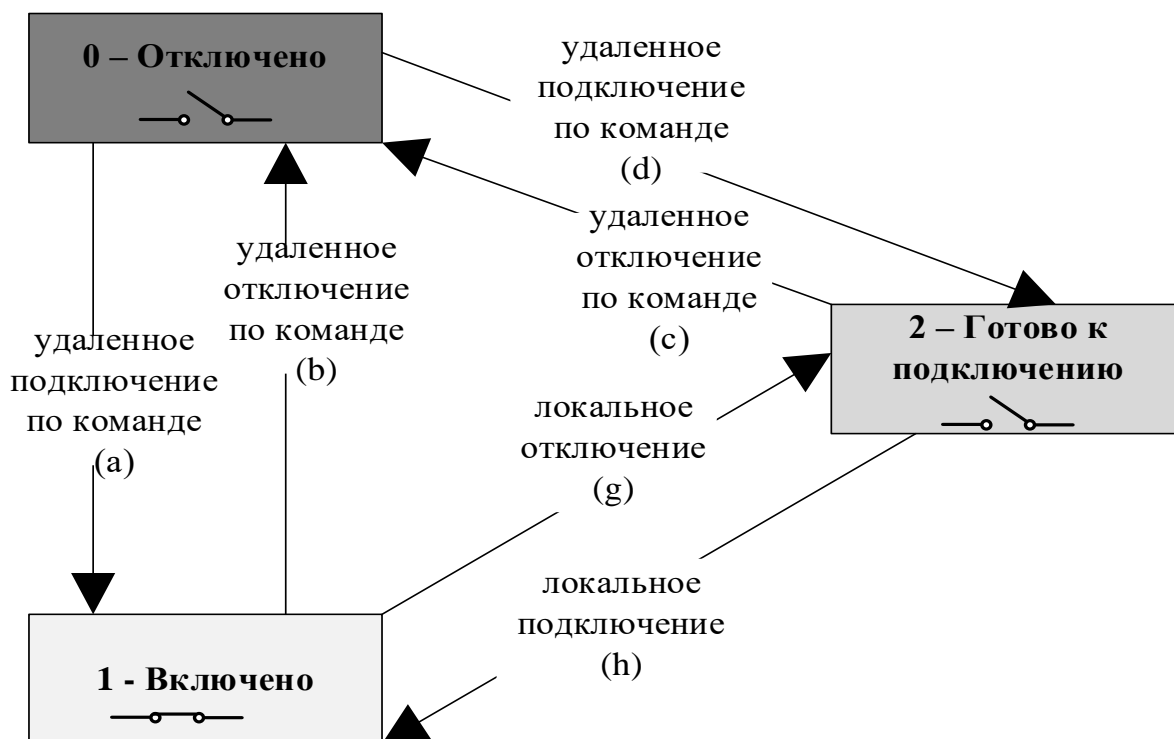 0 – Отключено
удаленное
подключение
по команде
(d)
удаленное
отключение
по команде
(c)
удаленное
отключение
по команде
(b)
удаленное
подключение
по команде
(a)
2 – Готово к
подключению
локальное
отключение
(g)
локальное
подключение
(h)
1 - Включено